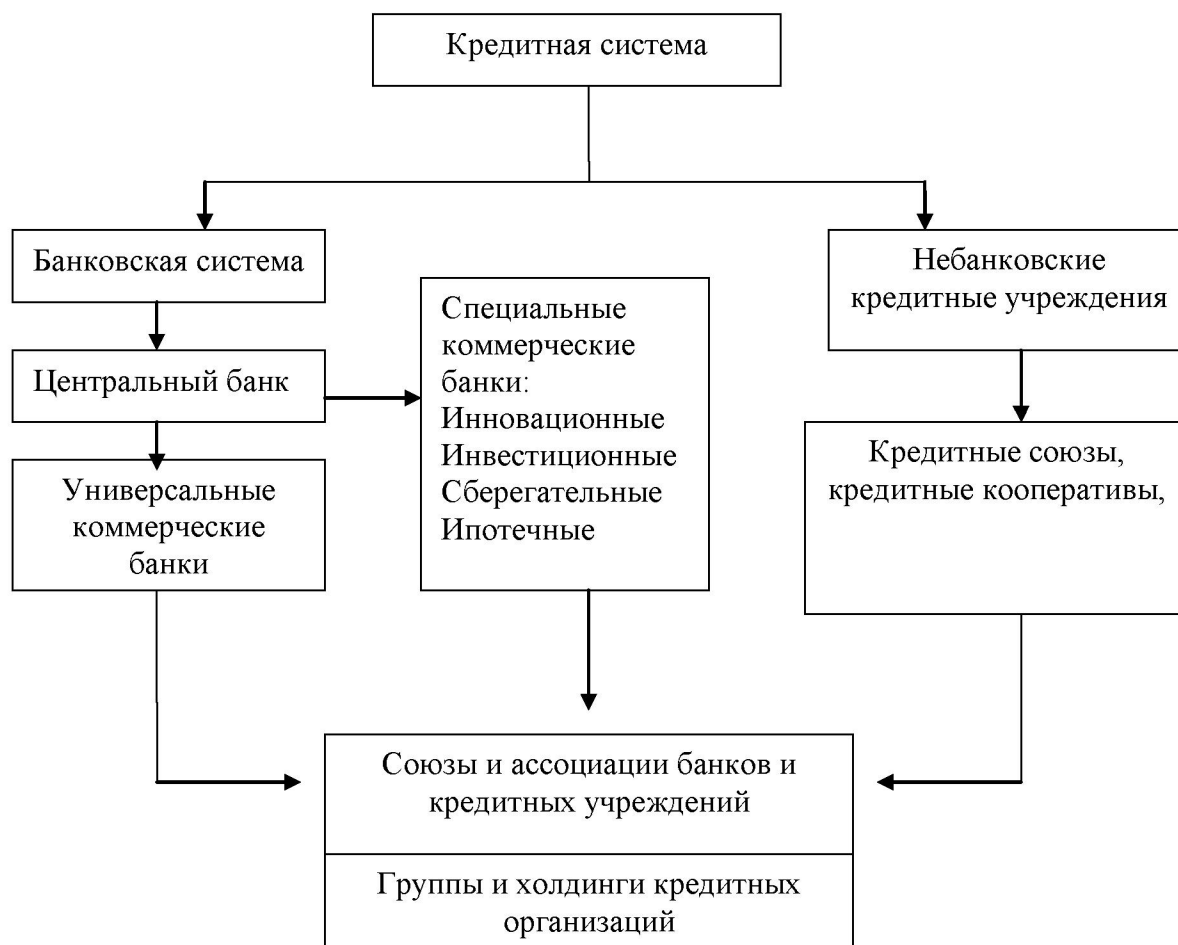 Кредитная система
Банковская система
Небанковские
кредитные учреждения
Специальные
коммерческие
банки:
Инновационные
Инвестиционные
Сберегательные
Ипотечные
Центральный банк
Универсальные
коммерческие
банки
Кредитные союзы,
кредитные кооперативы,
Союзы и ассоциации банков и
кредитных учреждений
Группы и холдинги кредитных
организаций